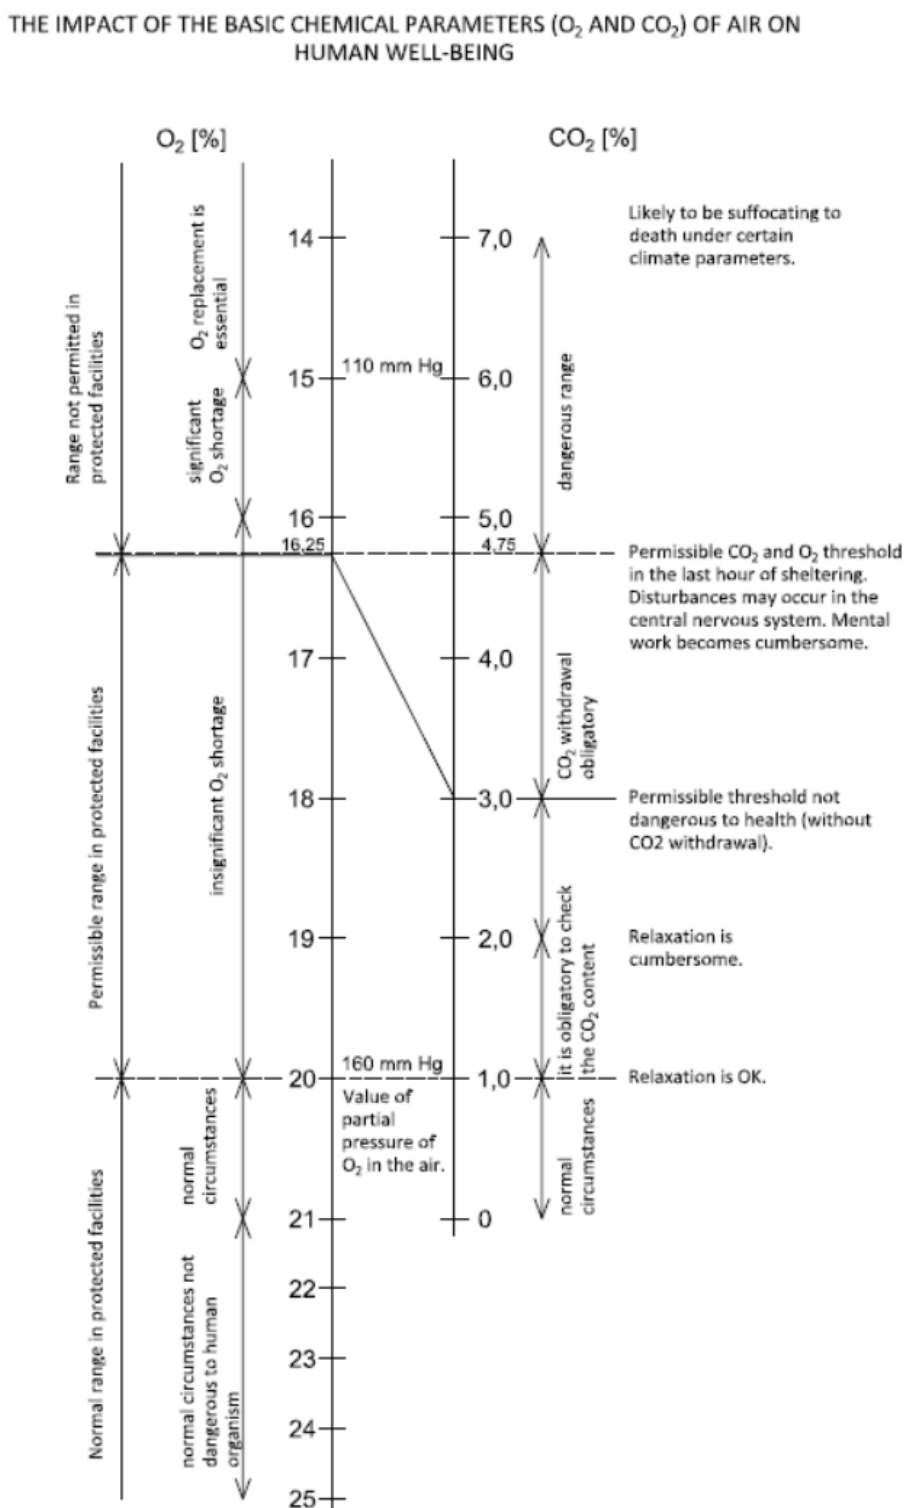 THE IMPACT OF THE BASIC CHEMICAL PARAMETERS (O₂ AND CO₂) OF AIR ON
HUMAN WELL-BEING
O₂ [%]
CO₂ [%]
Range not permitted in
protected facilities
Permissible range in protected facilities
Normal range in protected facilities
O₂ replacement is
essential
significant
O₂ shortage
insignificant O₂ shortage
normal
circumstances
normal circumstances not
dangerous to human
organism
14
15
16
16,25
17
18
19
20
21
22
23
24
25
110 mm Hg
160 mm Hg
Value of
partial
pressure of
O₂ in the air.
7,0
6,0
5,0
4,75
4,0
3,0
2,0
1,0
0
dangerous range
CO₂ withdrawal
obligatory
it is obligatory to check
the CO₂ content
normal
circumstances
Likely to be suffocating to
death under certain
climate parameters.
Permissible CO₂ and O₂ threshold
in the last hour of sheltering.
Disturbances may occur in the
central nervous system. Mental
work becomes cumbersome.
Permissible threshold not
dangerous to health (without
CO2 withdrawal).
Relaxation is
cumbersome.
Relaxation is OK.